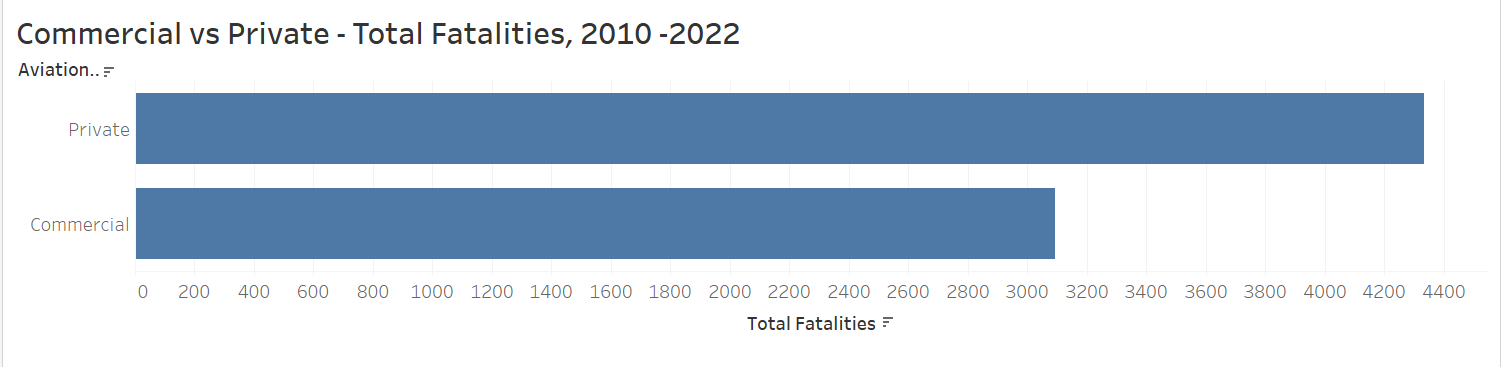 Commercial vs Private - Total Fatalities, 2010 -2022
Aviation..
Private
Commercial
0 200 400 600 800 1000 1200 1400 1600 1800 2000 2200 2400 2600 2800 3000 3200 3400 3600 3800 4000 4200 4400
Total Fatalities